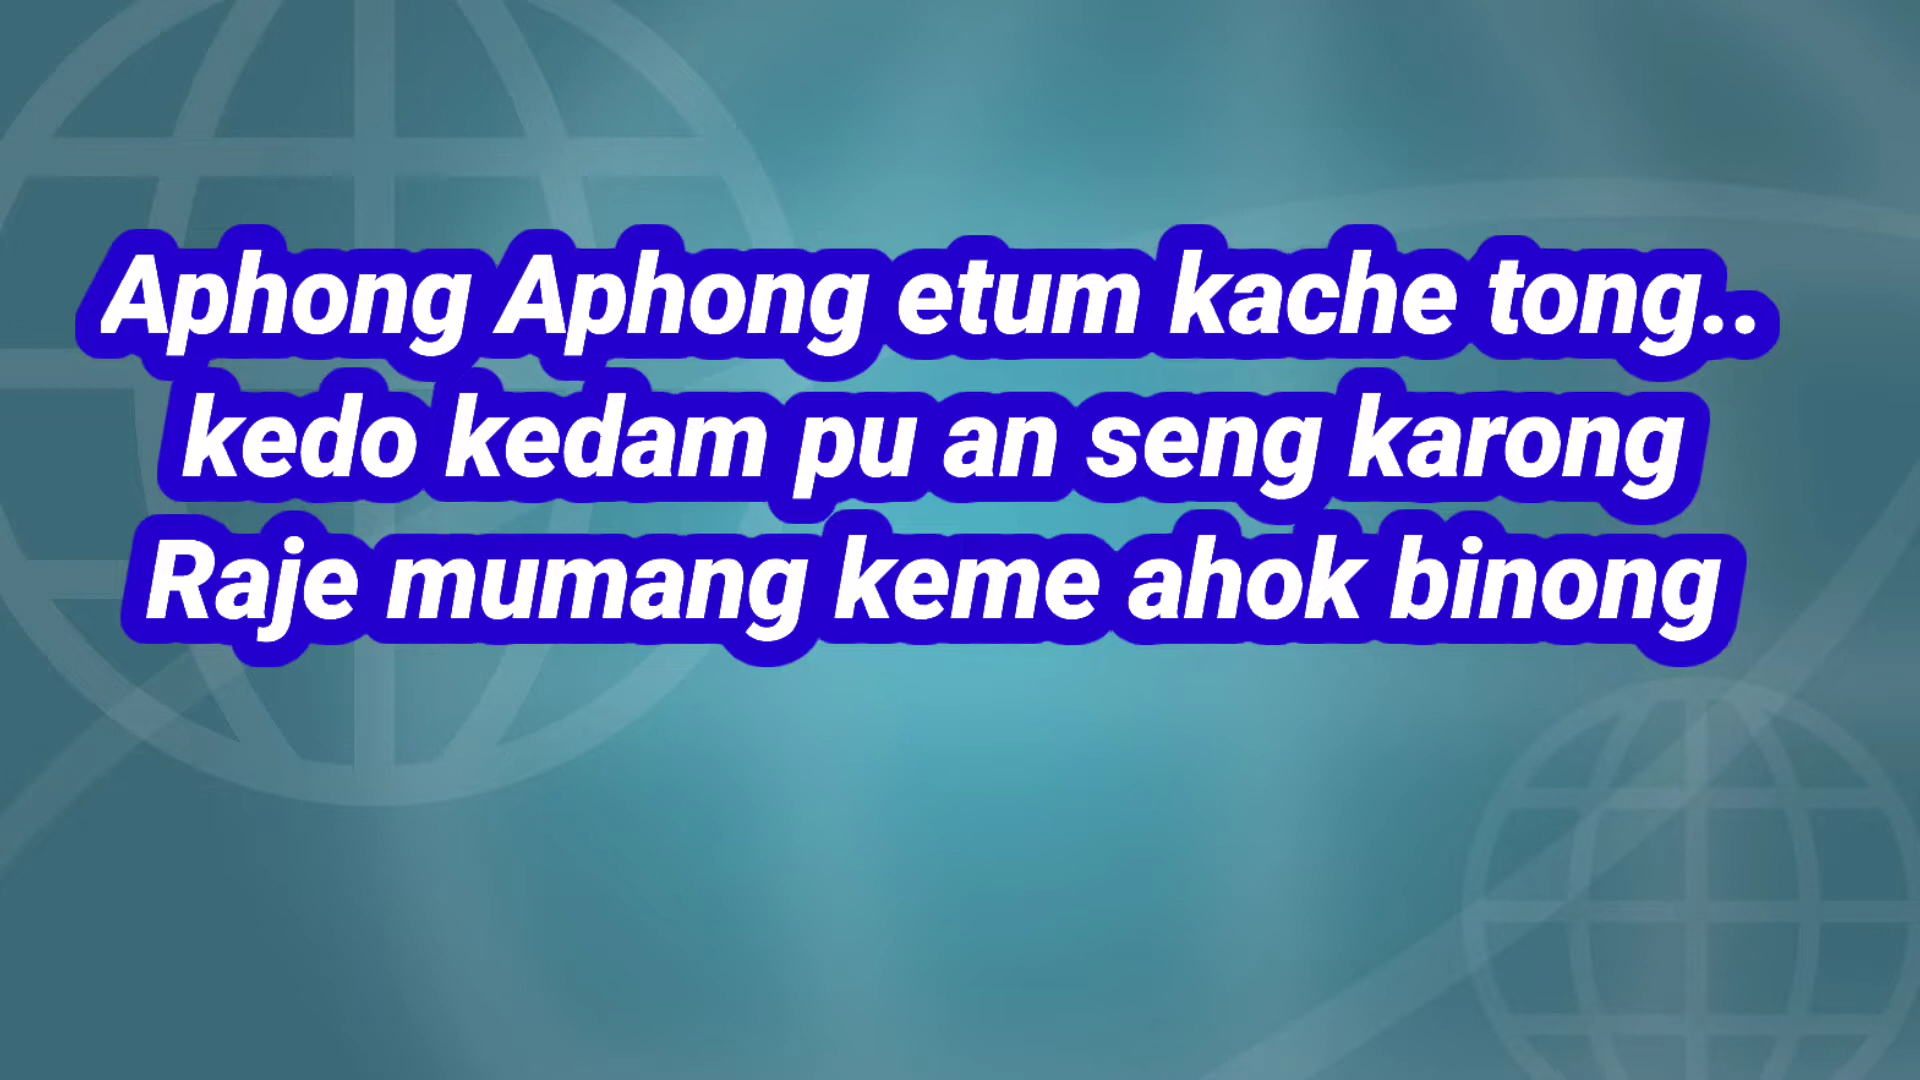 Aphong Aphong etum kache tong..
kedo kedam pu an seng karong
Raje mumang keme ahok binong